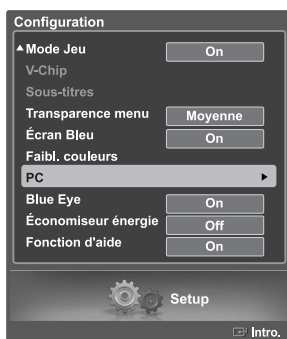 Configuration
Mode Jeu On
V-Chip
Sous-titres
Transparence menu Moyenne
Écran Bleu On
Faibl. couleurs
PC
Blue Eye On
Économiseur énergie Off
Fonction d'aide On
Setup
Intro.